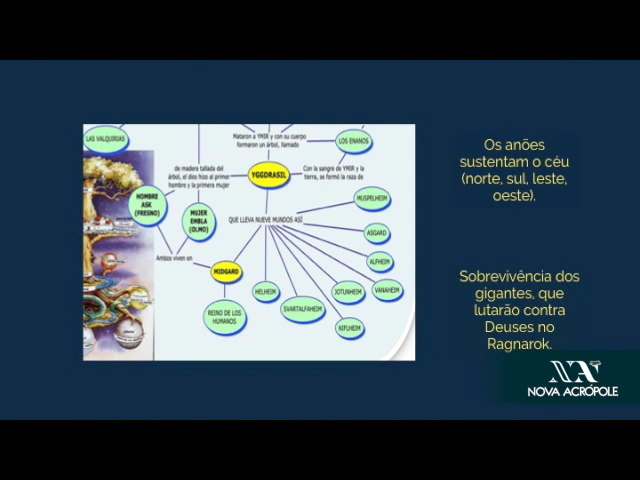 LAS VALQUIRIAS
Mataron a YMIR y con su cuerpo
formaron un árbol, llamado
LOS ENANOS
de madera tallada del
árbol, el dios hizo al primer
hombre y la primera mujer
YGGDRASIL
Con la sangre de YMIR y la
tierra, se formó la raza de
HOMBRE
ASK
(FRESNO)
MUJER
EMBLA
(OLMO)
QUE LLEVA NUEVE MUNDOS ASÍ
MUSPELHEIM
ASGARD
Ambos viven en
MIDGARD
ALFHEIM
HELHEIM
JOTUNHEIM
VANAHEIM
SVARTALFAHEIM
REINO DE LOS
HUMANOS
NIFLHEIM
Os anões
sustentam o céu
(norte, sul, leste,
oeste).
Sobrevivência dos
gigantes, que
lutarão contra
Deuses no
Ragnarok.
NOVA ACRÓPOLE